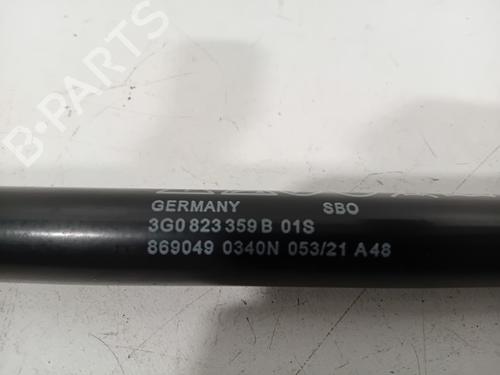 B-PARTS
GERMANY SBO
3G0 823 359 B 01S
869049 0340N 053/21 A48